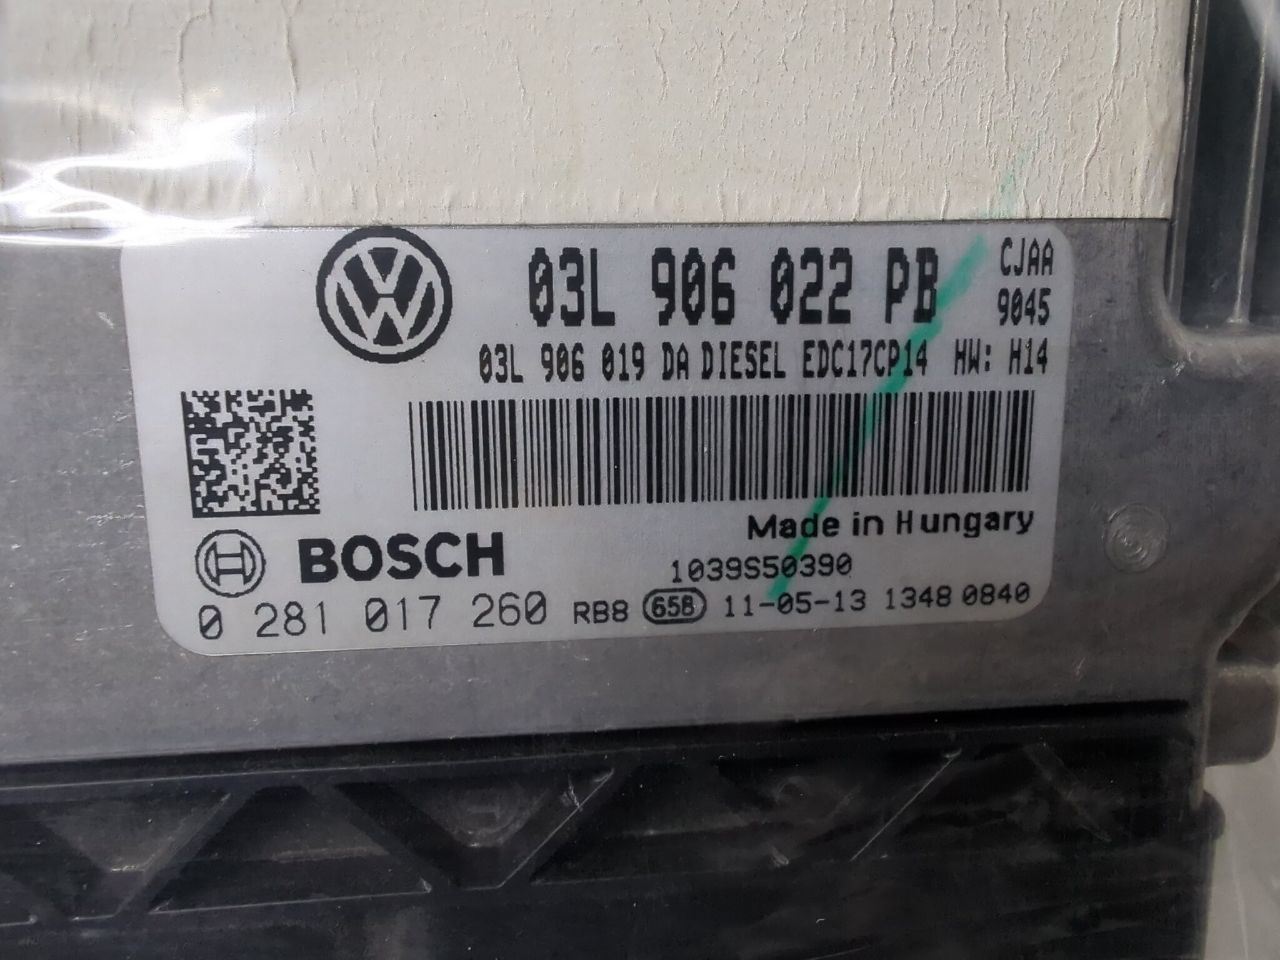 03L 906 022 PB CJAA
9045
03L 906 019 DA DIESEL EDC17CP14 HW: H14
Made in Hungary
BOSCH
1039S50390
0 281 017 260 RB8 658 11-05-13 1348 0840